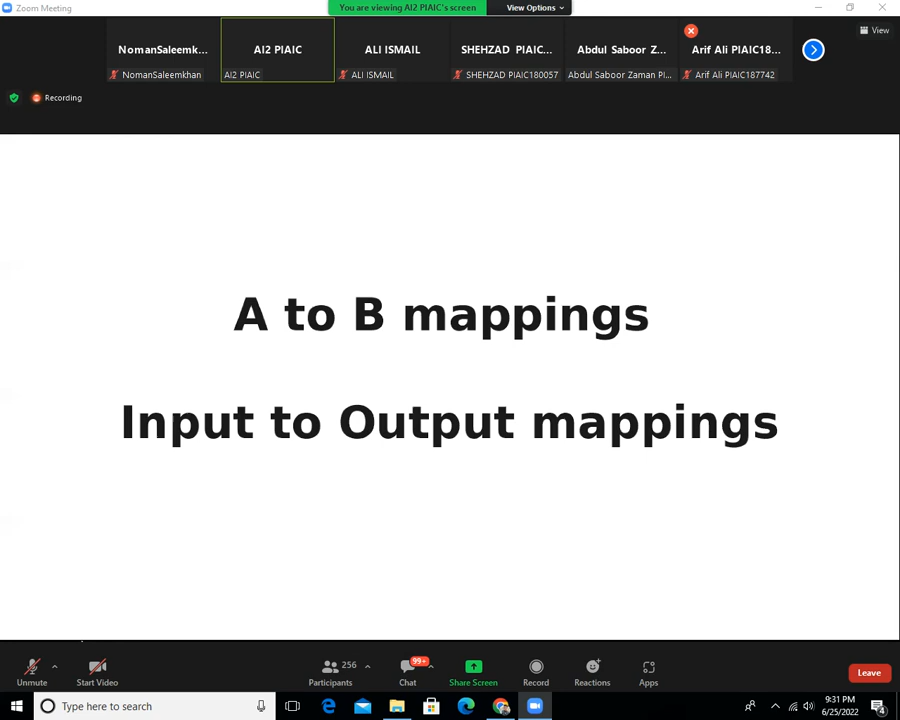 Zoom Meeting
You are viewing AI2 PIAIC's screen
View Options
NomanSaleemk...
AI2 PIAIC
ALI ISMAIL
SHEHZAD PIAIC...
Abdul Saboor Z...
Arif Ali PIAIC18...
View
NomanSaleemkhan
AI2 PIAIC
ALI ISMAIL
SHEHZAD PIAIC180057
Abdul Saboor Zaman PI...
Arif Ali PIAIC187742
Recording
A to B mappings
Input to Output mappings
256
99+
Unmute
Start Video
Participants
Chat
Share Screen
Record
Reactions
Apps
Leave
Type here to search
9:31 PM
6/25/2022
4